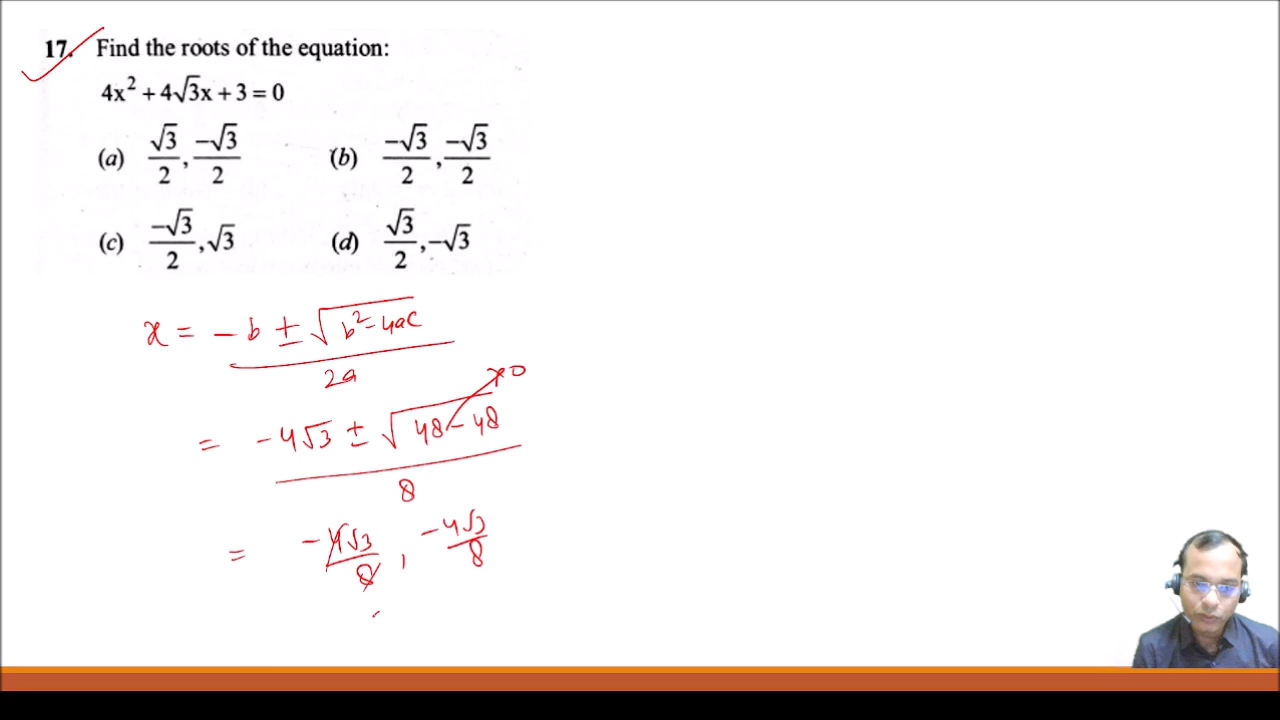 17. Find the roots of the equation:
4x² + 4√3x + 3 = 0
(a) √3/2, -√3/2 (b) -√3/2, -√3/2
(c) -√3/2, √3 (d) √3/2, -√3
x = -b ± √(b² - 4ac) / 2a
= -4√3 ± √(48 - 48) / 8 0
= -4√3/8, -4√3/8